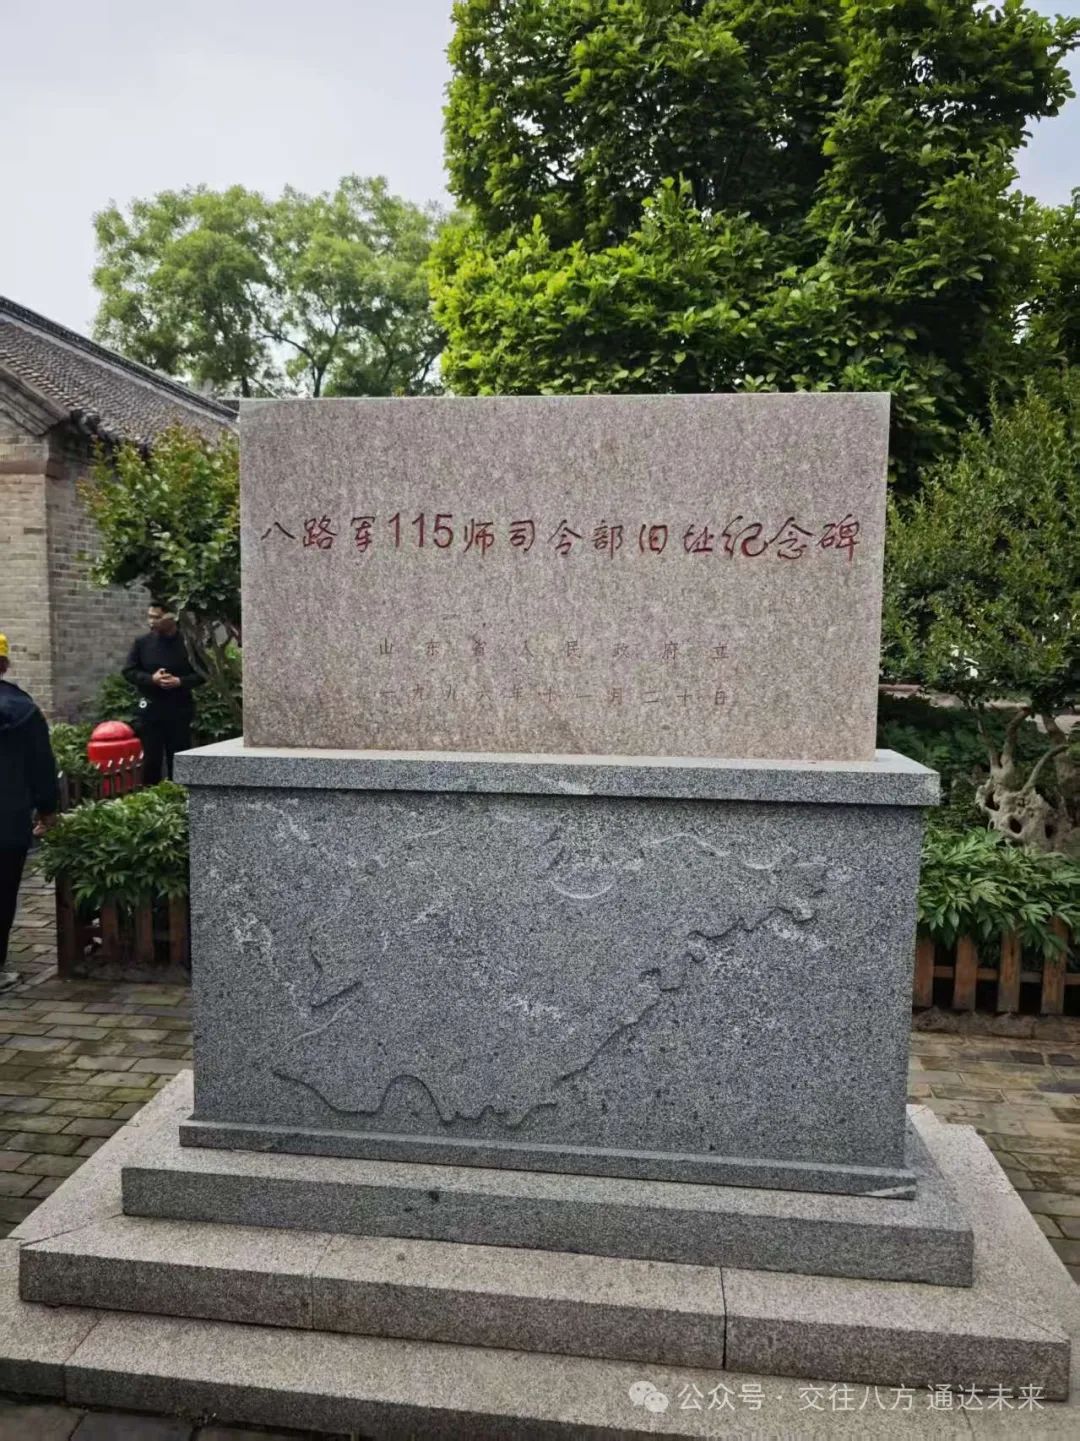 八路军115师司令部旧址纪念碑
山东省人民政府立
一九九六年十一月二十日
公众号·交往八方 通达未来